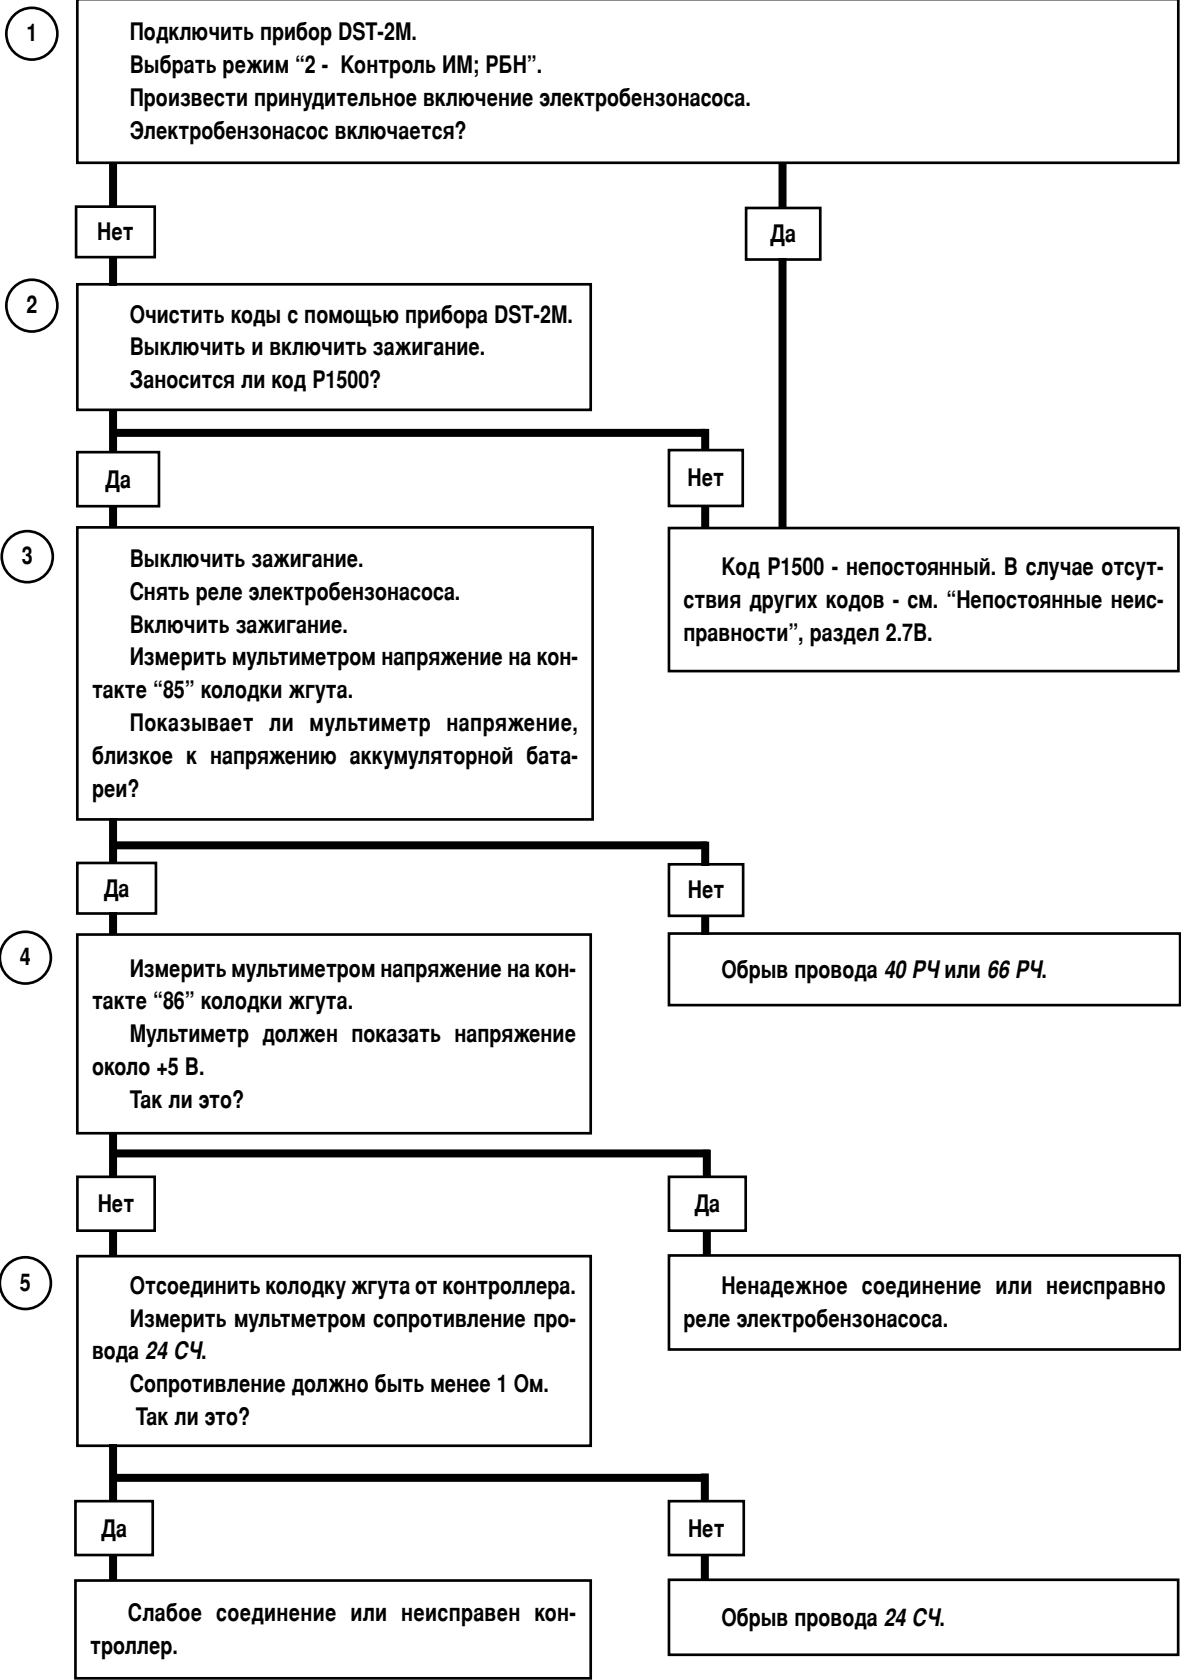 1
Подключить прибор DST-2M.
Выбрать режим “2 - Контроль ИМ; РБН”.
Произвести принудительное включение электробензонасоса.
Электробензонасос включается?
Нет
Да
2
Очистить коды с помощью прибора DST-2M.
Выключить и включить зажигание.
Заносится ли код Р1500?
Да
Нет
3
Выключить зажигание.
Снять реле электробензонасоса.
Включить зажигание.
Измерить мультиметром напряжение на кон-
такте “85” колодки жгута.
Показывает ли мультиметр напряжение,
близкое к напряжению аккумуляторной бата-
реи?
Код Р1500 - непостоянный. В случае отсут-
ствия других кодов - см. “Непостоянные неис-
правности”, раздел 2.7В.
Да
Нет
4
Измерить мультиметром напряжение на кон-
такте “86” колодки жгута.
Мультиметр должен показать напряжение
около +5 В.
Так ли это?
Обрыв провода 40 РЧ или 66 РЧ.
Нет
Да
5
Отсоединить колодку жгута от контроллера.
Измерить мультметром сопротивление про-
вода 24 СЧ.
Сопротивление должно быть менее 1 Ом.
Так ли это?
Ненадежное соединение или неисправно
реле электробензонасоса.
Да
Нет
Слабое соединение или неисправен кон-
троллер.
Обрыв провода 24 СЧ.